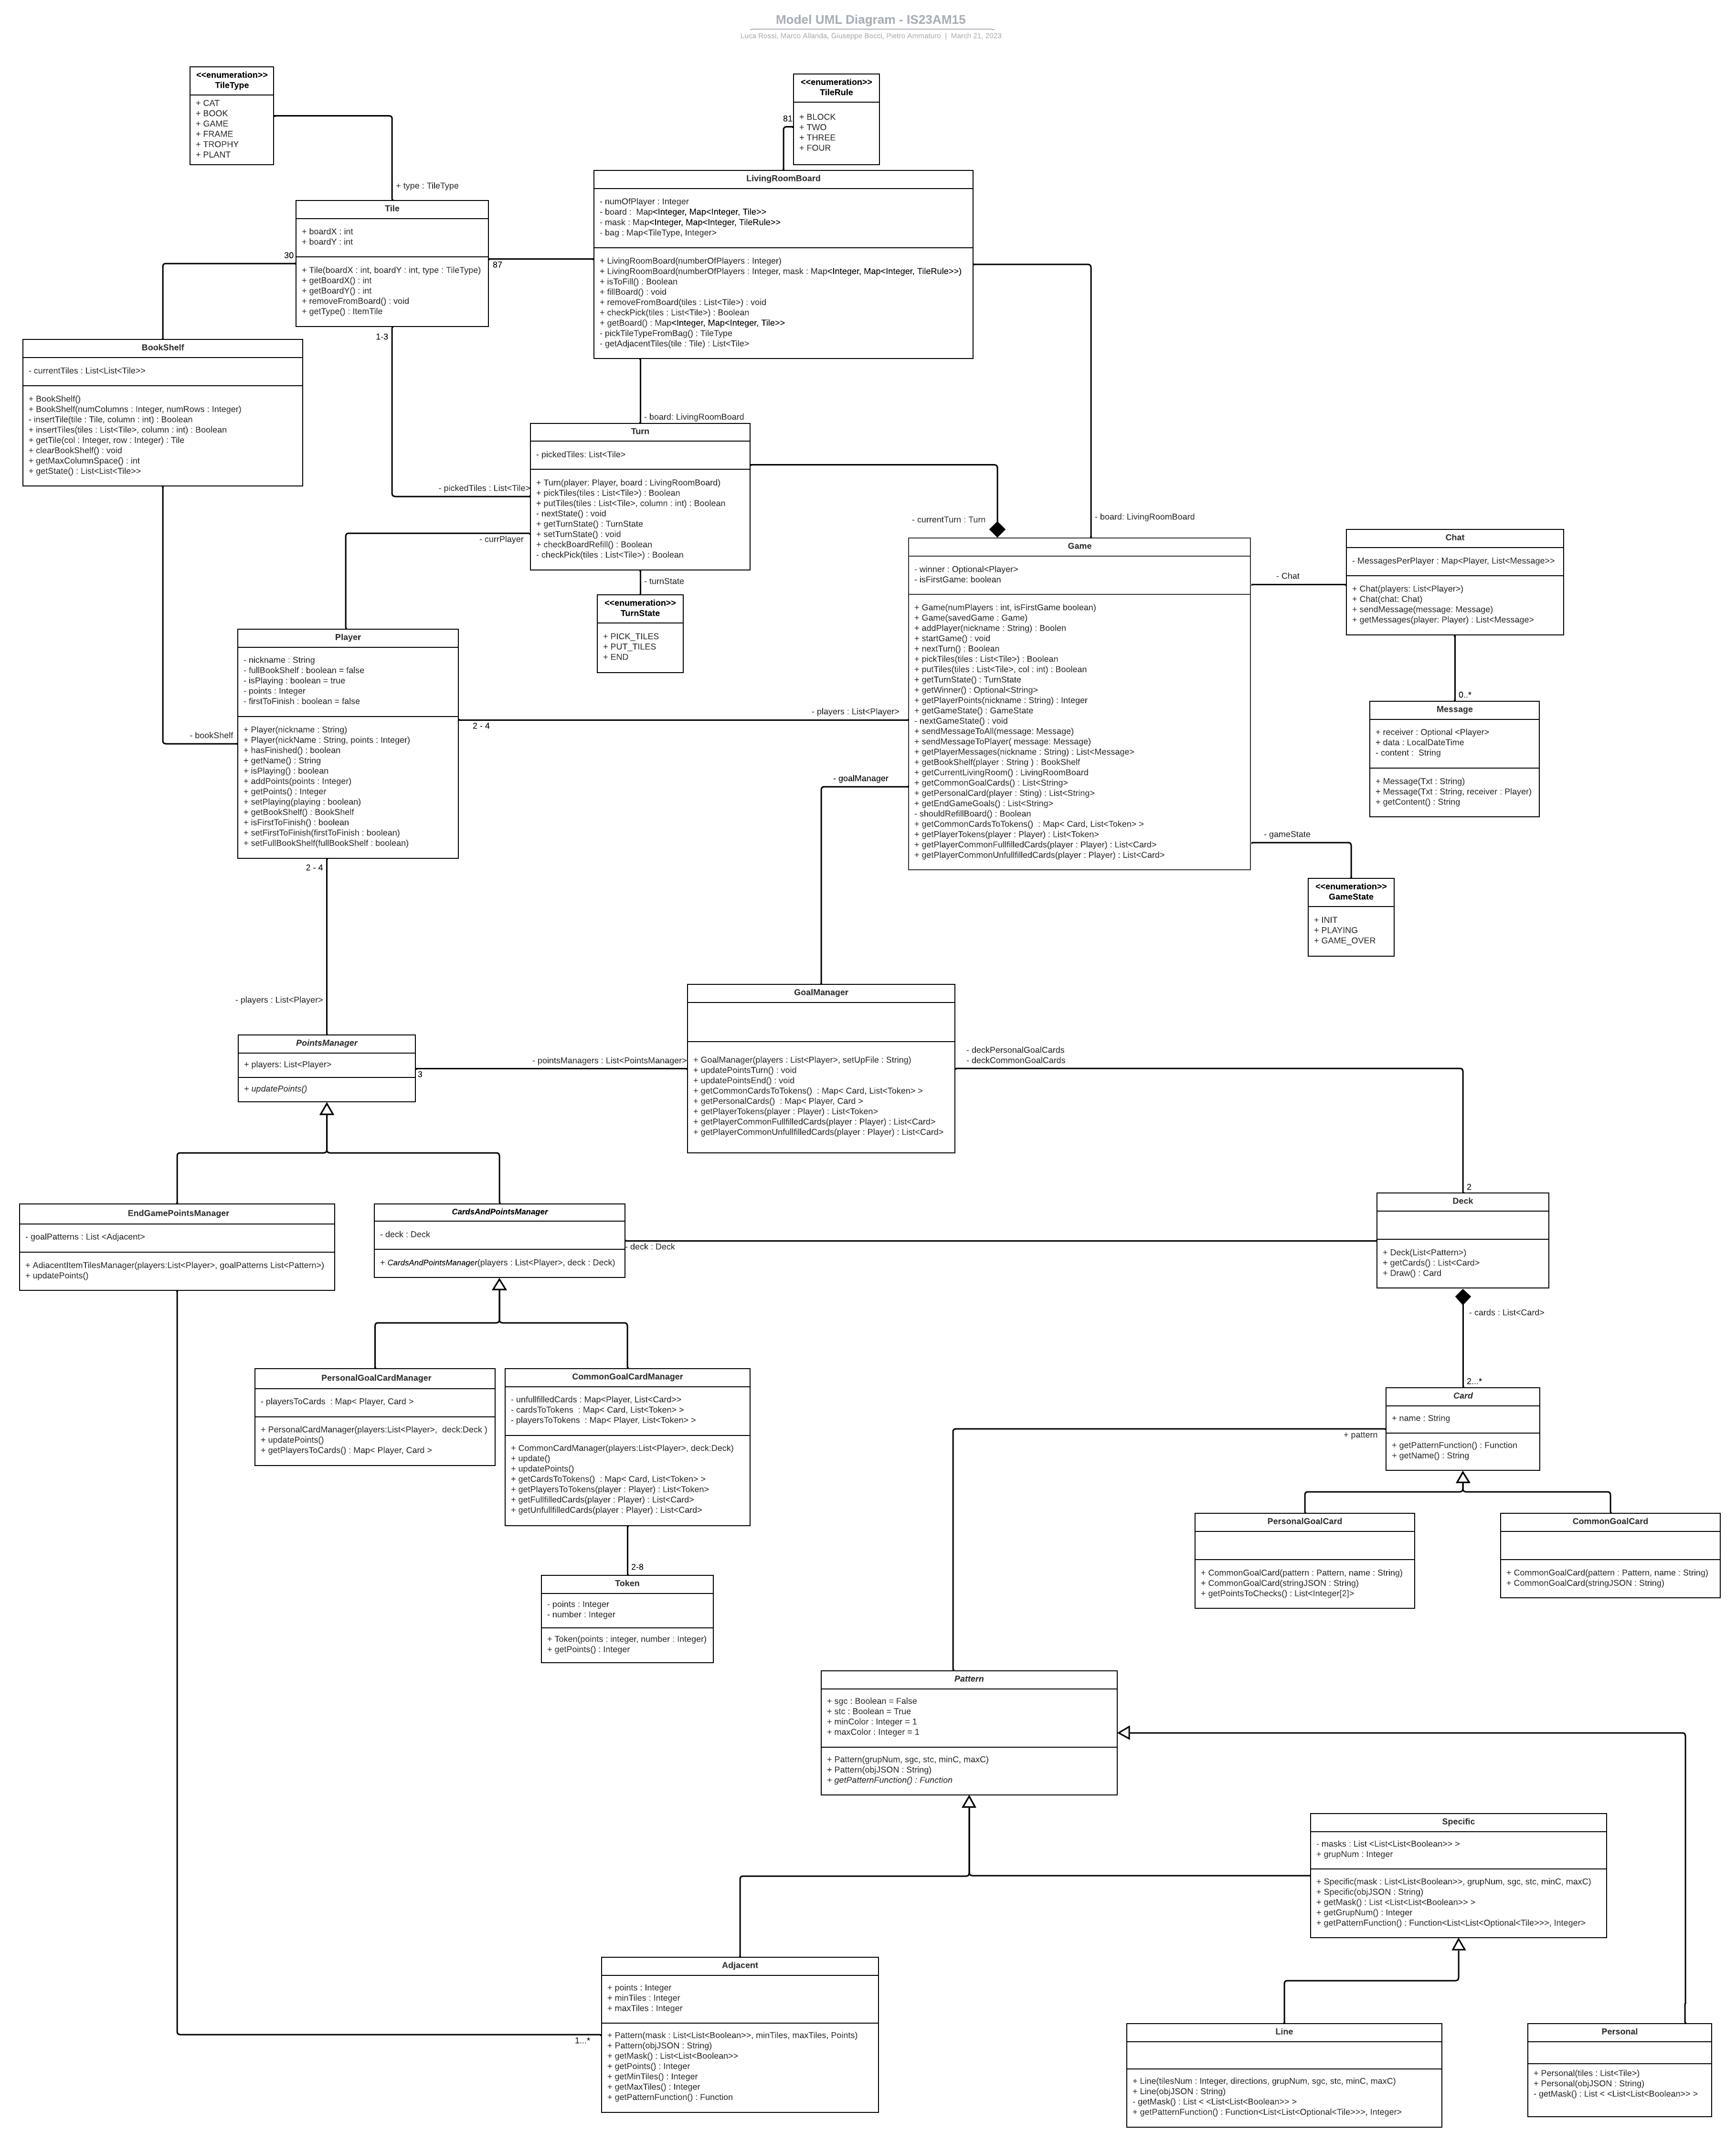 Model UML Diagram - IS23AM15
Luca Rossi, Marco Allanda, Giuseppe Bocci, Pietro Ammaturo | March 21, 2023
<<enumeration>>
TileType
+ CAT
+ BOOK
+ GAME
+ FRAME
+ TROPHY
+ PLANT
<<enumeration>>
TileRule
+ BLOCK
+ TWO
+ THREE
+ FOUR
81
+ type : TileType
Tile
+ boardX : int
+ boardY : int
+ Tile(boardX : int, boardY : int, type : TileType)
+ getBoardX() : int
+ getBoardY() : int
+ removeFromBoard() : void
+ getType() : ItemTile
30
87
1-3
LivingRoomBoard
- numOfPlayer : Integer
- board : Map<Integer, Map<Integer, Tile>>
- mask : Map<Integer, Map<Integer, TileRule>>
- bag : Map<TileType, Integer>
+ LivingRoomBoard(numberOfPlayers : Integer)
+ LivingRoomBoard(numberOfPlayers : Integer, mask : Map<Integer, Map<Integer, TileRule>>)
+ isToFill() : Boolean
+ fillBoard() : void
+ removeFromBoard(tiles : List<Tile>) : void
+ checkPick(tiles : List<Tile>) : Boolean
+ getBoard() : Map<Integer, Map<Integer, Tile>>
- pickTileTypeFromBag() : TileType
- getAdjacentTiles(tile : Tile) : List<Tile>
BookShelf
- currentTiles : List<List<Tile>>
+ BookShelf()
+ BookShelf(numColumns : Integer, numRows : Integer)
- insertTile(tile : Tile, column : int) : Boolean
+ insertTiles(tiles : List<Tile>, column : int) : Boolean
+ getTile(col : Integer, row : Integer) : Tile
+ clearBookShelf() : void
+ getMaxColumnSpace() : int
+ getState() : List<List<Tile>>
- board: LivingRoomBoard
Turn
- pickedTiles: List<Tile>
+ Turn(player: Player, board : LivingRoomBoard)
+ pickTiles(tiles : List<Tile>) : Boolean
+ putTiles(tiles : List<Tile>, column : int) : Boolean
- nextState() : void
+ getTurnState() : TurnState
+ setTurnState() : void
+ checkBoardRefill() : Boolean
- checkPick(tiles : List<Tile>) : Boolean
- pickedTiles : List<Tile>
- currPlayer
- turnState
<<enumeration>>
TurnState
+ PICK_TILES
+ PUT_TILES
+ END
- currentTurn : Turn
- board: LivingRoomBoard
Game
- winner : Optional<Player>
- isFirstGame: boolean
+ Game(numPlayers : int, isFirstGame boolean)
+ Game(savedGame : Game)
+ addPlayer(nickname : String) : Boolen
+ startGame() : void
+ nextTurn() : Boolean
+ pickTiles(tiles : List<Tile>) : Boolean
+ putTiles(tiles : List<Tile>, col : int) : Boolean
+ getTurnState() : TurnState
+ getWinner() : Optional<String>
+ getPlayerPoints(nickname : String) : Integer
+ getGameState() : GameState
- nextGameState() : void
+ sendMessageToAll(message: Message)
+ sendMessageToPlayer( message: Message)
+ getPlayerMessages(nickname : String) : List<Message>
+ getBookShelf(player : String ) : BookShelf
+ getCurrentLivingRoom() : LivingRoomBoard
+ getCommonGoalCards() : List<String>
+ getPersonalCard(player : Sting) : List<String>
+ getEndGameGoals() : List<String>
- shouldRefillBoard() : Boolean
+ getCommonCardsToTokens() : Map< Card, List<Token> >
+ getPlayerTokens(player : Player) : List<Token>
+ getPlayerCommonFullfilledCards(player : Player) : List<Card>
+ getPlayerCommonUnfullfilledCards(player : Player) : List<Card>
- Chat
Chat
- MessagesPerPlayer : Map<Player, List<Message>>
+ Chat(players: List<Player>)
+ Chat(chat: Chat)
+ sendMessage(message: Message)
+ getMessages(player: Player) : List<Message>
0..*
Message
+ receiver : Optional <Player>
+ data : LocalDateTime
- content : String
+ Message(Txt : String)
+ Message(Txt : String, receiver : Player)
+ getContent() : String
- gameState
<<enumeration>>
GameState
+ INIT
+ PLAYING
+ GAME_OVER
Player
- nickname : String
- fullBookShelf : boolean = false
- isPlaying : boolean = true
- points : Integer
- firstToFinish : boolean = false
+ Player(nickname : String)
+ Player(nickName : String, points : Integer)
+ hasFinished() : boolean
+ getName() : String
+ isPlaying() : boolean
+ addPoints(points : Integer)
+ getPoints() : Integer
+ setPlaying(playing : boolean)
+ getBookShelf() : BookShelf
+ isFirstToFinish() : boolean
+ setFirstToFinish(firstToFinish : boolean)
+ setFullBookShelf(fullBookShelf : boolean)
- bookShelf
2 - 4
- players : List<Player>
- goalManager
2 - 4
- players : List<Player>
PointsManager
+ players: List<Player>
+ updatePoints()
3
- pointsManagers : List<PointsManager>
GoalManager
+ GoalManager(players : List<Player>, setUpFile : String)
+ updatePointsTurn() : void
+ updatePointsEnd() : void
+ getCommonCardsToTokens() : Map< Card, List<Token> >
+ getPersonalCards() : Map< Player, Card >
+ getPlayerTokens(player : Player) : List<Token>
+ getPlayerCommonFullfilledCards(player : Player) : List<Card>
+ getPlayerCommonUnfullfilledCards(player : Player) : List<Card>
- deckPersonalGoalCards
- deckCommonGoalCards
2
Deck
+ Deck(List<Pattern>)
+ getCards() : List<Card>
+ Draw() : Card
EndGamePointsManager
- goalPatterns : List <Adjacent>
+ AdiacentItemTilesManager(players:List<Player>, goalPatterns List<Pattern>)
+ updatePoints()
CardsAndPointsManager
- deck : Deck
+ CardsAndPointsManager(players : List<Player>, deck : Deck)
- deck : Deck
- cards : List<Card>
2...*
Card
+ name : String
+ getPatternFunction() : Function
+ getName() : String
+ pattern
PersonalGoalCardManager
- playersToCards : Map< Player, Card >
+ PersonalCardManager(players:List<Player>, deck:Deck )
+ updatePoints()
+ getPlayersToCards() : Map< Player, Card >
CommonGoalCardManager
- unfullfilledCards : Map<Player, List<Card>>
- cardsToTokens : Map< Card, List<Token> >
- playersToTokens : Map< Player, List<Token> >
+ CommonCardManager(players:List<Player>, deck:Deck)
+ update()
+ updatePoints()
+ getCardsToTokens() : Map< Card, List<Token> >
+ getPlayersToTokens(player : Player) : List<Token>
+ getFullfilledCards(player : Player) : List<Card>
+ getUnfullfilledCards(player : Player) : List<Card>
2-8
Token
- points : Integer
- number : Integer
+ Token(points : integer, number : Integer)
+ getPoints() : Integer
PersonalGoalCard
+ CommonGoalCard(pattern : Pattern, name : String)
+ CommonGoalCard(stringJSON : String)
+ getPointsToChecks() : List<Integer[2]>
CommonGoalCard
+ CommonGoalCard(pattern : Pattern, name : String)
+ CommonGoalCard(stringJSON : String)
Pattern
+ sgc : Boolean = False
+ stc : Boolean = True
+ minColor : Integer = 1
+ maxColor : Integer = 1
+ Pattern(grupNum, sgc, stc, minC, maxC)
+ Pattern(objJSON : String)
+ getPatternFunction() : Function
Specific
- masks : List <List<List<Boolean>> >
+ grupNum : Integer
+ Specific(mask : List<List<Boolean>>, grupNum, sgc, stc, minC, maxC)
+ Specific(objJSON : String)
+ getMask() : List <List<List<Boolean>> >
+ getGrupNum() : Integer
+ getPatternFunction() : Function<List<List<Optional<Tile>>>, Integer>
Adjacent
+ points : Integer
+ minTiles : Integer
+ maxTiles : Integer
+ Pattern(mask : List<List<Boolean>>, minTiles, maxTiles, Points)
+ Pattern(objJSON : String)
+ getMask() : List<List<Boolean>>
+ getPoints() : Integer
+ getMinTiles() : Integer
+ getMaxTiles() : Integer
+ getPatternFunction() : Function
1...*
Line
+ Line(tilesNum : Integer, directions, grupNum, sgc, stc, minC, maxC)
+ Line(objJSON : String)
- getMask() : List < <List<List<Boolean>> >
+ getPatternFunction() : Function<List<List<Optional<Tile>>>, Integer>
Personal
+ Personal(tiles : List<Tile>)
+ Personal(objJSON : String)
- getMask() : List < <List<List<Boolean>> >